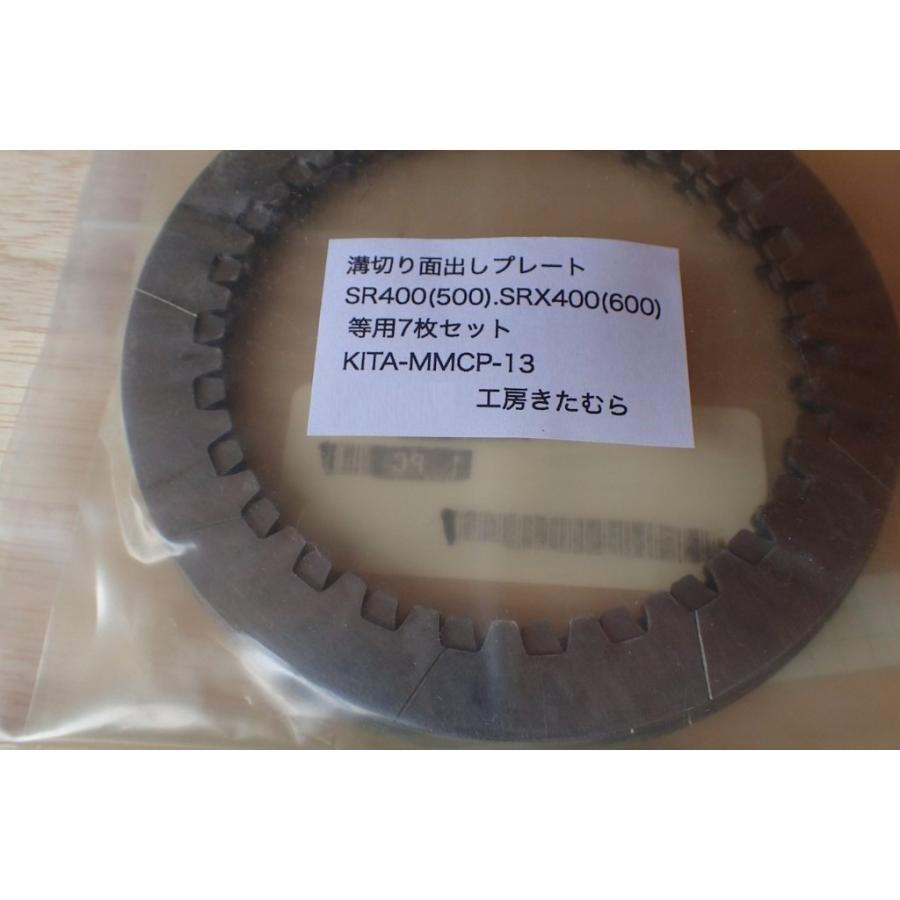 溝切り面出しプレート
SR400(500).SRX400(600)
等用7枚セット
KITA-MMCP-13
工房きたむら